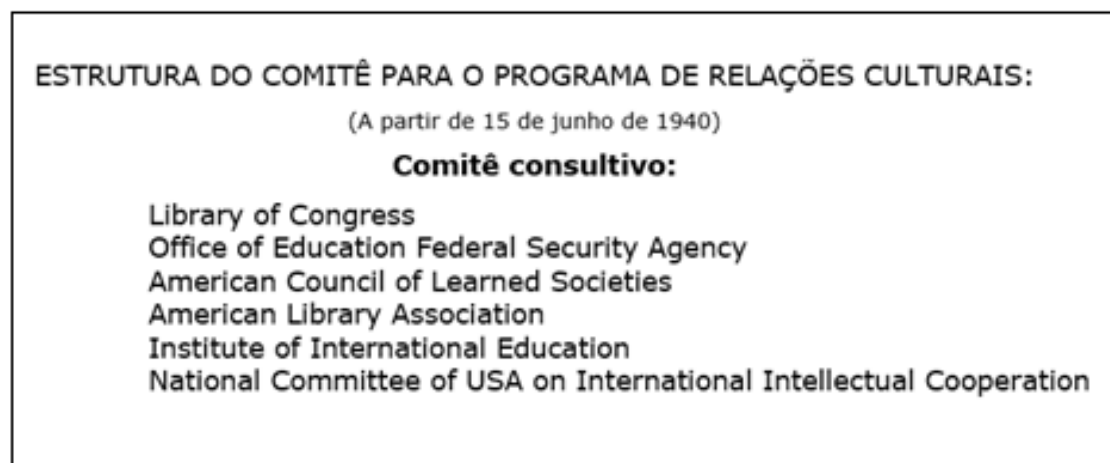 ESTRUTURA DO COMITÊ PARA O PROGRAMA DE RELAÇÕES CULTURAIS:
(A partir de 15 de junho de 1940)
Comitê consultivo:
Library of Congress
Office of Education Federal Security Agency
American Council of Learned Societies
American Library Association
Institute of International Education
National Committee of USA on International Intellectual Cooperation